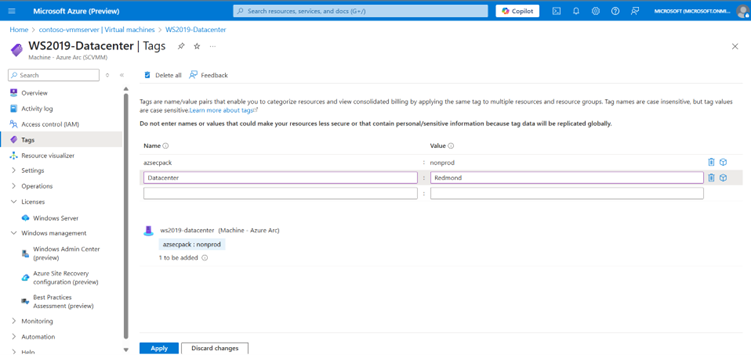 Microsoft Azure (Preview)
Search resources, services, and docs (G+/)
Copilot
MICROSOFT (MICROSOFT.ONMI...
Home > contoso-vmmserver | Virtual machines > WS2019-Datacenter
WS2019-Datacenter | Tags
Machine - Azure Arc (SCVMM)
Search
Delete all
Feedback
Overview
Activity log
Access control (IAM)
Tags
Resource visualizer
Settings
Operations
Licenses
Windows Server
Windows management
Windows Admin Center
(preview)
Azure Site Recovery
configuration (preview)
Best Practices
Assessment (preview)
Monitoring
Automation
Help
Tags are name/value pairs that enable you to categorize resources and view consolidated billing by applying the same tag to multiple resources and resource groups. Tag names are case insensitive, but tag values
are case sensitive. Learn more about tags
Do not enter names or values that could make your resources less secure or that contain personal/sensitive information because tag data will be replicated globally.
Name Value
azsecpack : nonprod
Datacenter : Redmond
:
ws2019-datacenter (Machine - Azure Arc)
azsecpack : nonprod
1 to be added
Apply
Discard changes